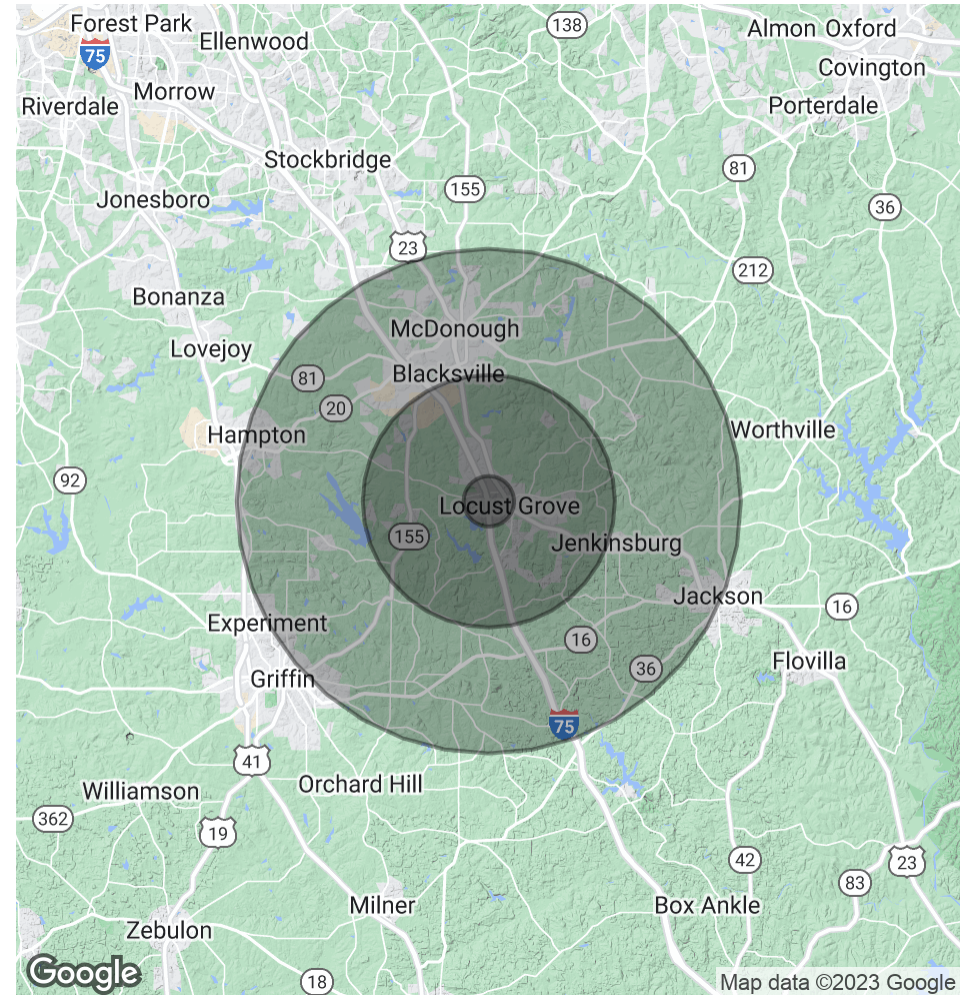 Forest Park
138
Almon Oxford
Ellenwood
75
Covington
Morrow
Riverdale
Porterdale
Stockbridge
81
155
Jonesboro
36
23
212
Bonanza
McDonough
Lovejoy
Blacksville
81
20
Hampton
Worthville
92
Locust Grove
155
Jenkinsburg
Jackson
16
Experiment
16
Flovilla
36
Griffin
75
41
Orchard Hill
Williamson
362
19
42
23
83
Milner
Box Ankle
Zebulon
Google
18
Map data ©2023 Google